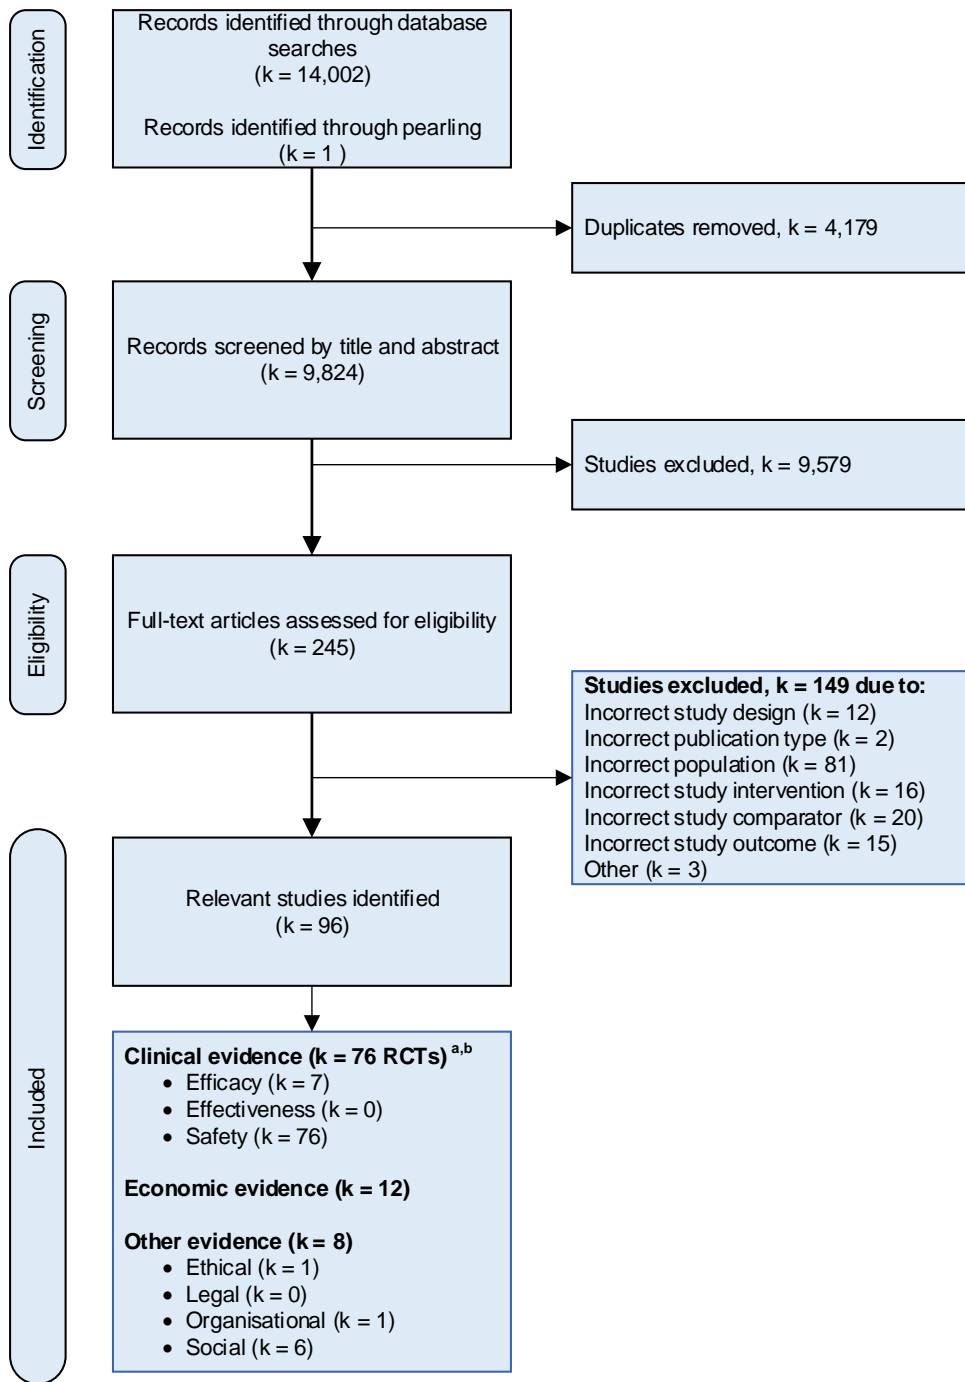 Identification
Records identified through database
searches
(k = 14,002)
Records identified through pearling
(k = 1 )
Duplicates removed, k = 4,179
Screening
Records screened by title and abstract
(k = 9,824)
Studies excluded, k = 9,579
Eligibility
Full-text articles assessed for eligibility
(k = 245)
Studies excluded, k = 149 due to:
Incorrect study design (k = 12)
Incorrect publication type (k = 2)
Incorrect population (k = 81)
Incorrect study intervention (k = 16)
Incorrect study comparator (k = 20)
Incorrect study outcome (k = 15)
Other (k = 3)
Included
Relevant studies identified
(k = 96)
Clinical evidence (k = 76 RCTs) a,b
• Efficacy (k = 7)
• Effectiveness (k = 0)
• Safety (k = 76)
Economic evidence (k = 12)
Other evidence (k = 8)
• Ethical (k = 1)
• Legal (k = 0)
• Organisational (k = 1)
• Social (k = 6)